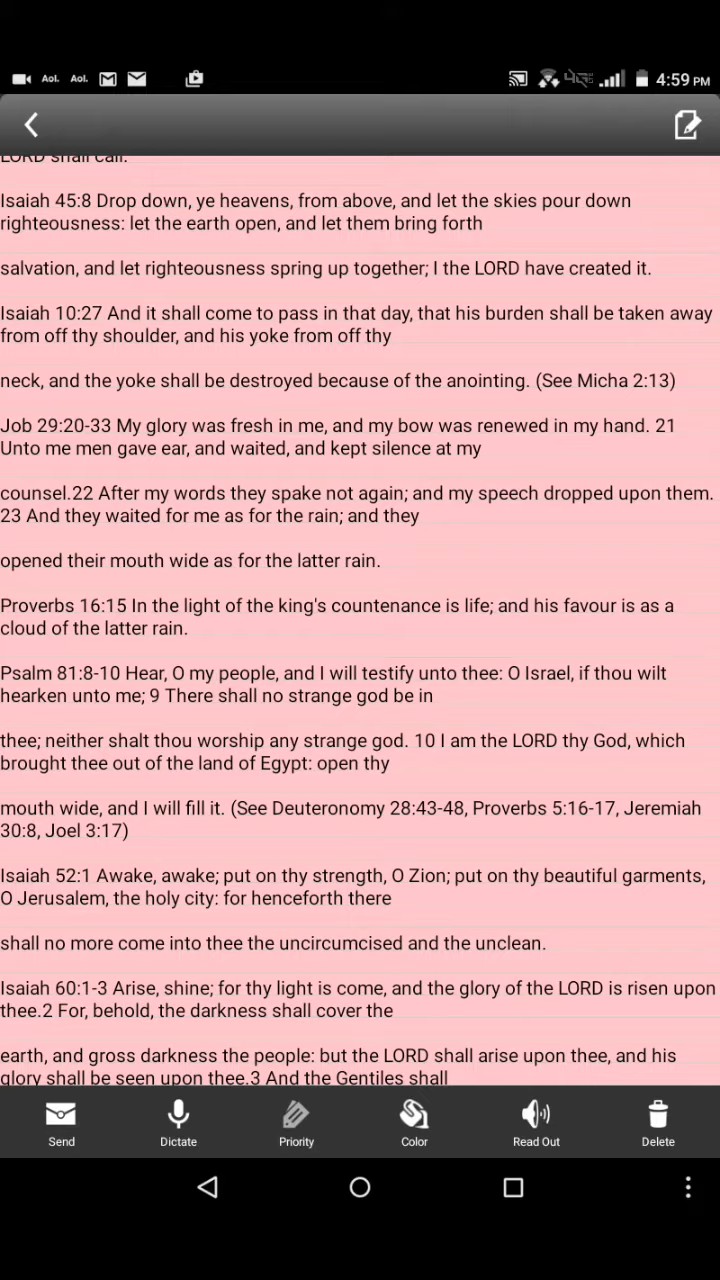 Aol. Aol. 4:59 PM
LORD shall call.
Isaiah 45:8 Drop down, ye heavens, from above, and let the skies pour down
righteousness: let the earth open, and let them bring forth
salvation, and let righteousness spring up together; I the LORD have created it.
Isaiah 10:27 And it shall come to pass in that day, that his burden shall be taken away
from off thy shoulder, and his yoke from off thy
neck, and the yoke shall be destroyed because of the anointing. (See Micha 2:13)
Job 29:20-33 My glory was fresh in me, and my bow was renewed in my hand. 21
Unto me men gave ear, and waited, and kept silence at my
counsel.22 After my words they spake not again; and my speech dropped upon them.
23 And they waited for me as for the rain; and they
opened their mouth wide as for the latter rain.
Proverbs 16:15 In the light of the king's countenance is life; and his favour is as a
cloud of the latter rain.
Psalm 81:8-10 Hear, O my people, and I will testify unto thee: O Israel, if thou wilt
hearken unto me; 9 There shall no strange god be in
thee; neither shalt thou worship any strange god. 10 I am the LORD thy God, which
brought thee out of the land of Egypt: open thy
mouth wide, and I will fill it. (See Deuteronomy 28:43-48, Proverbs 5:16-17, Jeremiah
30:8, Joel 3:17)
Isaiah 52:1 Awake, awake; put on thy strength, O Zion; put on thy beautiful garments,
O Jerusalem, the holy city: for henceforth there
shall no more come into thee the uncircumcised and the unclean.
Isaiah 60:1-3 Arise, shine; for thy light is come, and the glory of the LORD is risen upon
thee.2 For, behold, the darkness shall cover the
earth, and gross darkness the people: but the LORD shall arise upon thee, and his
glory shall be seen upon thee.3 And the Gentiles shall
Send Dictate Priority Color Read Out Delete